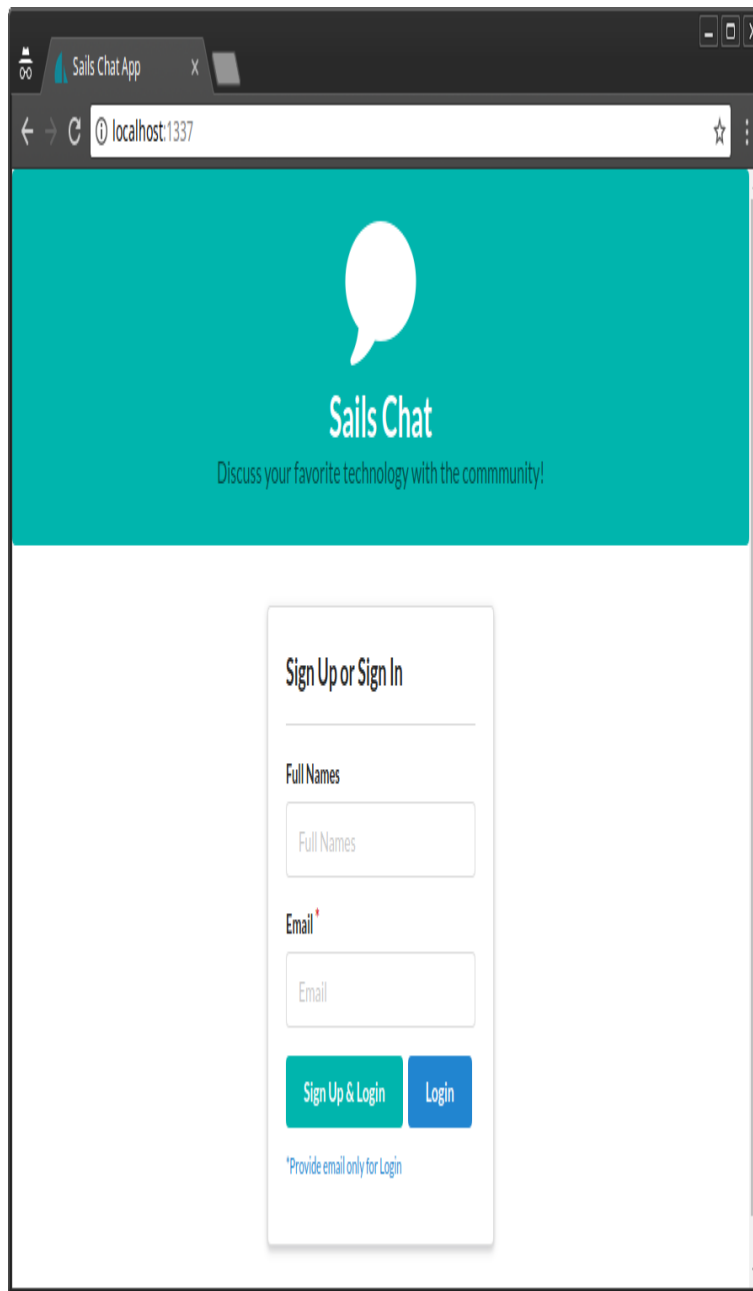 Sails Chat App
localhost:1337
Sails Chat
Discuss your favorite technology with the commmunity!
Sign Up or Sign In
Full Names
Full Names
Email *
Email
Sign Up & Login Login
*Provide email only for Login